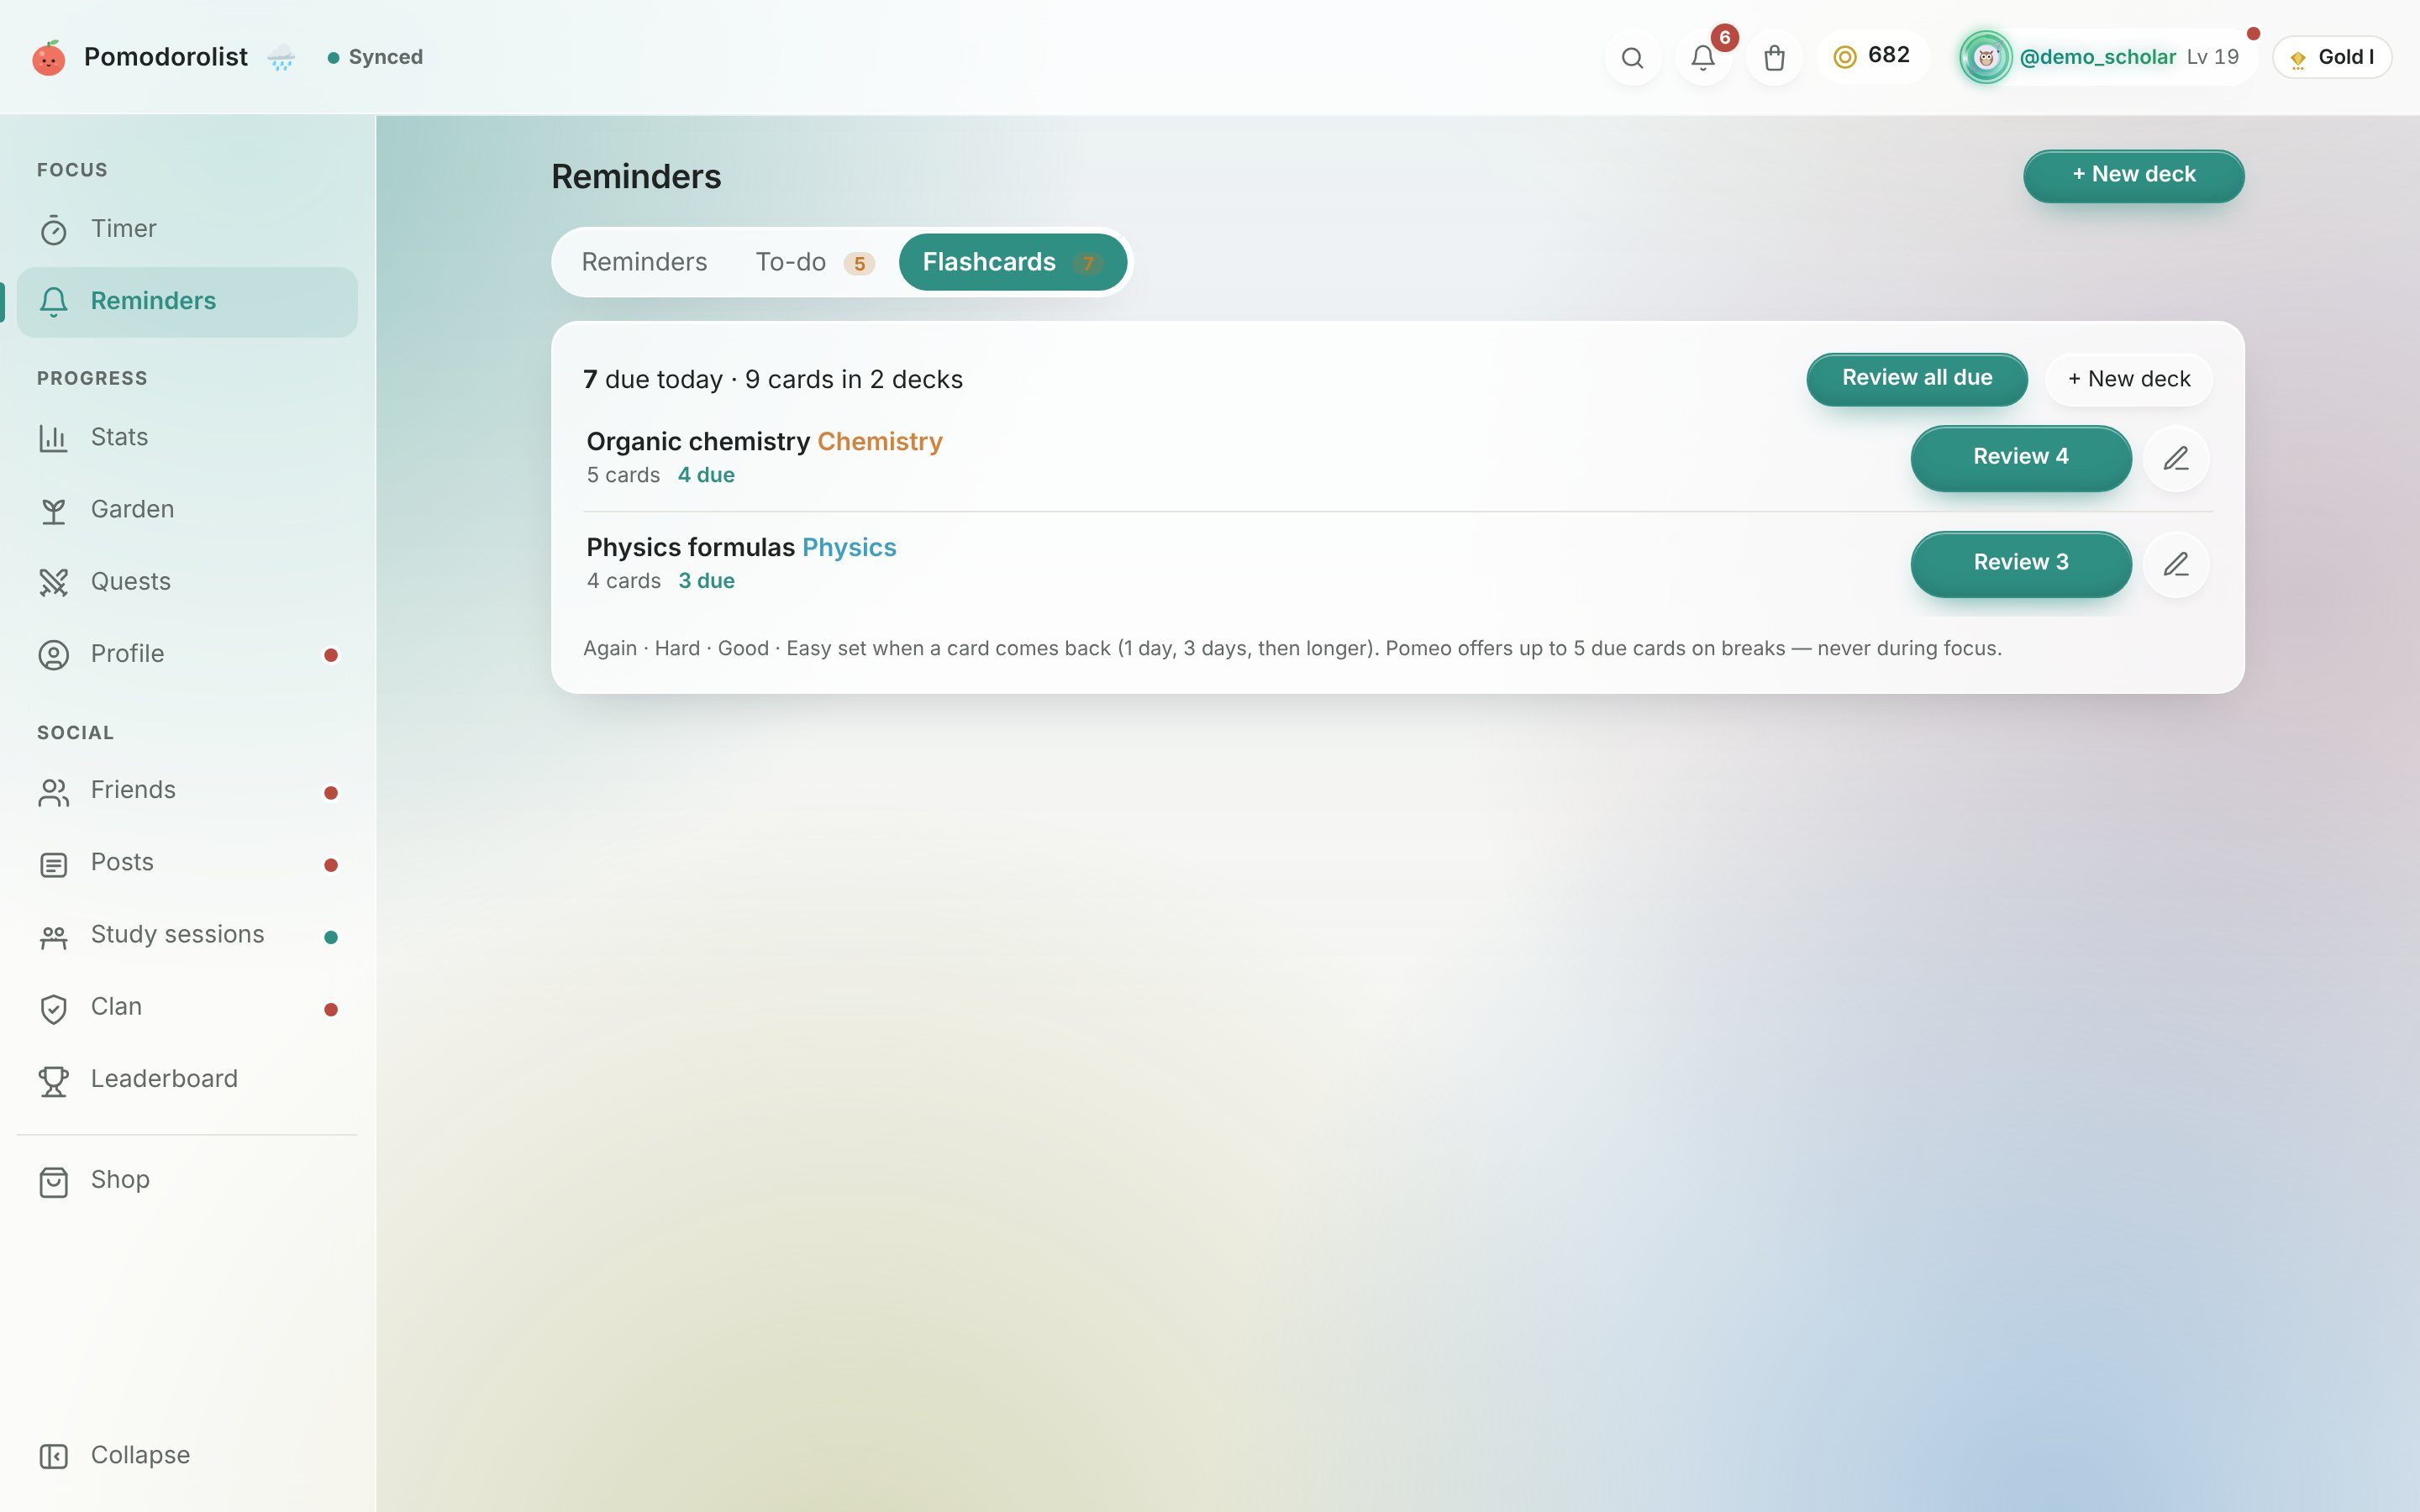 Pomodorolist Synced 6 682 @demo_scholar Lv 19 Gold I
FOCUS
Timer
Reminders
PROGRESS
Stats
Garden
Quests
Profile
SOCIAL
Friends
Posts
Study sessions
Clan
Leaderboard
Shop
Collapse
Reminders + New deck
Reminders To-do 5 Flashcards 7
7 due today · 9 cards in 2 decks Review all due + New deck
Organic chemistry Chemistry
5 cards 4 due Review 4
Physics formulas Physics
4 cards 3 due Review 3
Again · Hard · Good · Easy set when a card comes back (1 day, 3 days, then longer). Pomeo offers up to 5 due cards on breaks — never during focus.